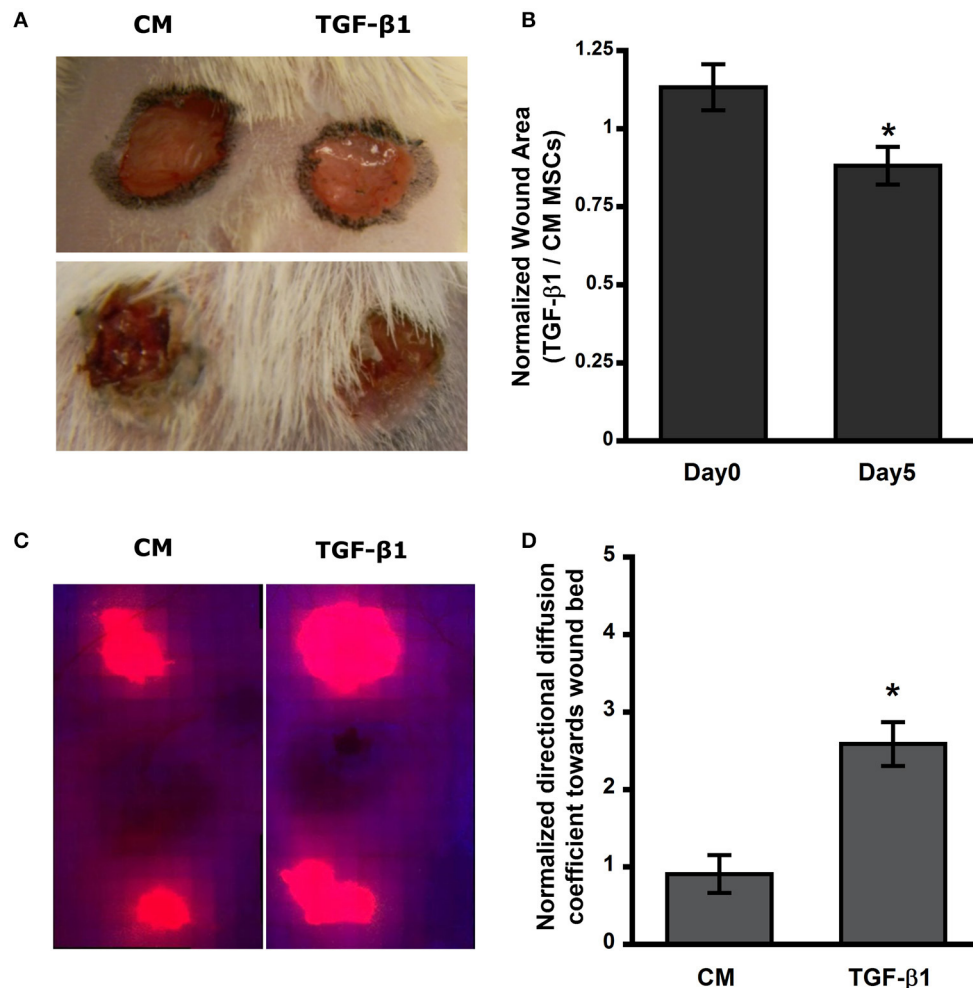 A
CM TGF-β1
B
Normalized Wound Area
(TGF-β1 / CM MSCs)
1.25
1
0.75
0.5
0.25
0
*
Day0 Day5
C
CM TGF-β1
D
Normalized directional diffusion
coefficient towards wound bed
5
4
3
2
1
0
*
CM TGF-β1